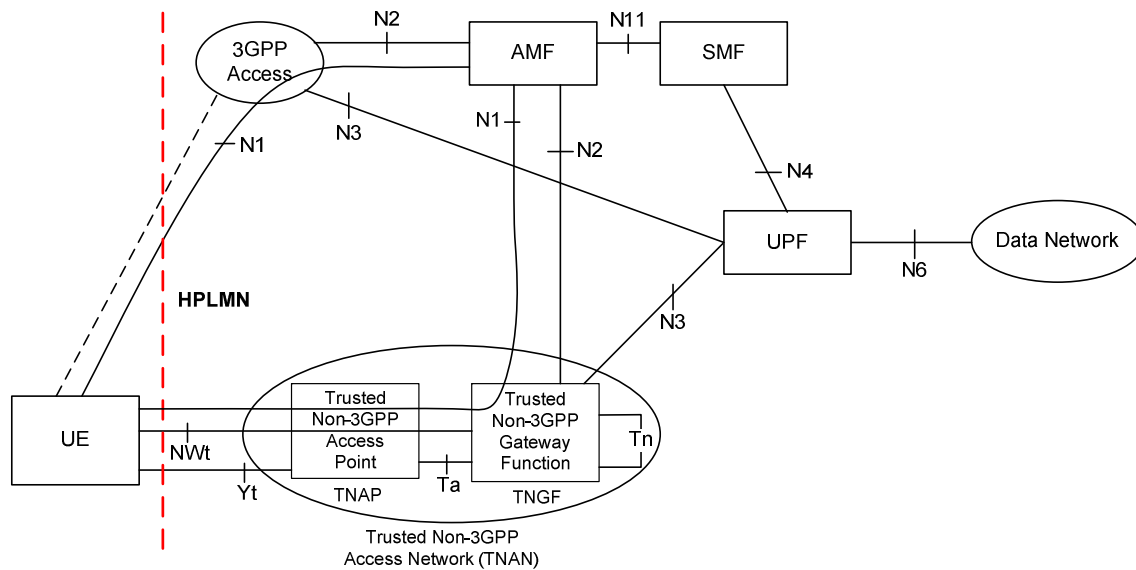 N2
N11
3GPP
Access
AMF
SMF
N1
N3
N1
N2
N4
UPF
Data Network
N6
HPLMN
N3
UE
NWt
Yt
Trusted
Non-3GPP
Access
Point
Ta
Trusted
Non-3GPP
Gateway
Function
Tn
TNAP
TNGF
Trusted Non-3GPP
Access Network (TNAN)